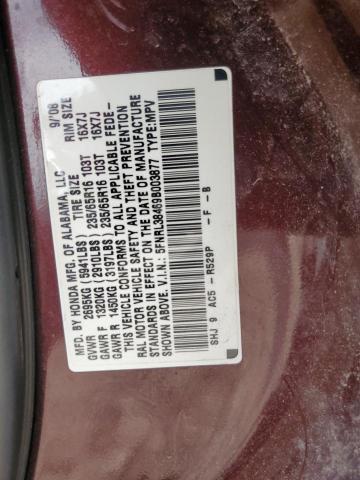 MFD. BY HONDA MFG. OF ALABAMA, LLC 9/'08
TIRE SIZE RIM SIZE
GVWR 2695KG (5941LBS)
GAWR F 1320KG (2910LBS) 235/65R16 103T 16X7J
GAWR R 1450KG (3197LBS) 235/65R16 103T 16X7J
THIS VEHICLE CONFORMS TO ALL APPLICABLE FEDE-
RAL MOTOR VEHICLE SAFETY AND THEFT PREVENTION
STANDARDS IN EFFECT ON THE DATE OF MANUFACTURE
SHOWN ABOVE. V.I.N.: 5FNRL38469B003877 TYPE:MPV
SHJ 9 AC5 - R529P - F - B